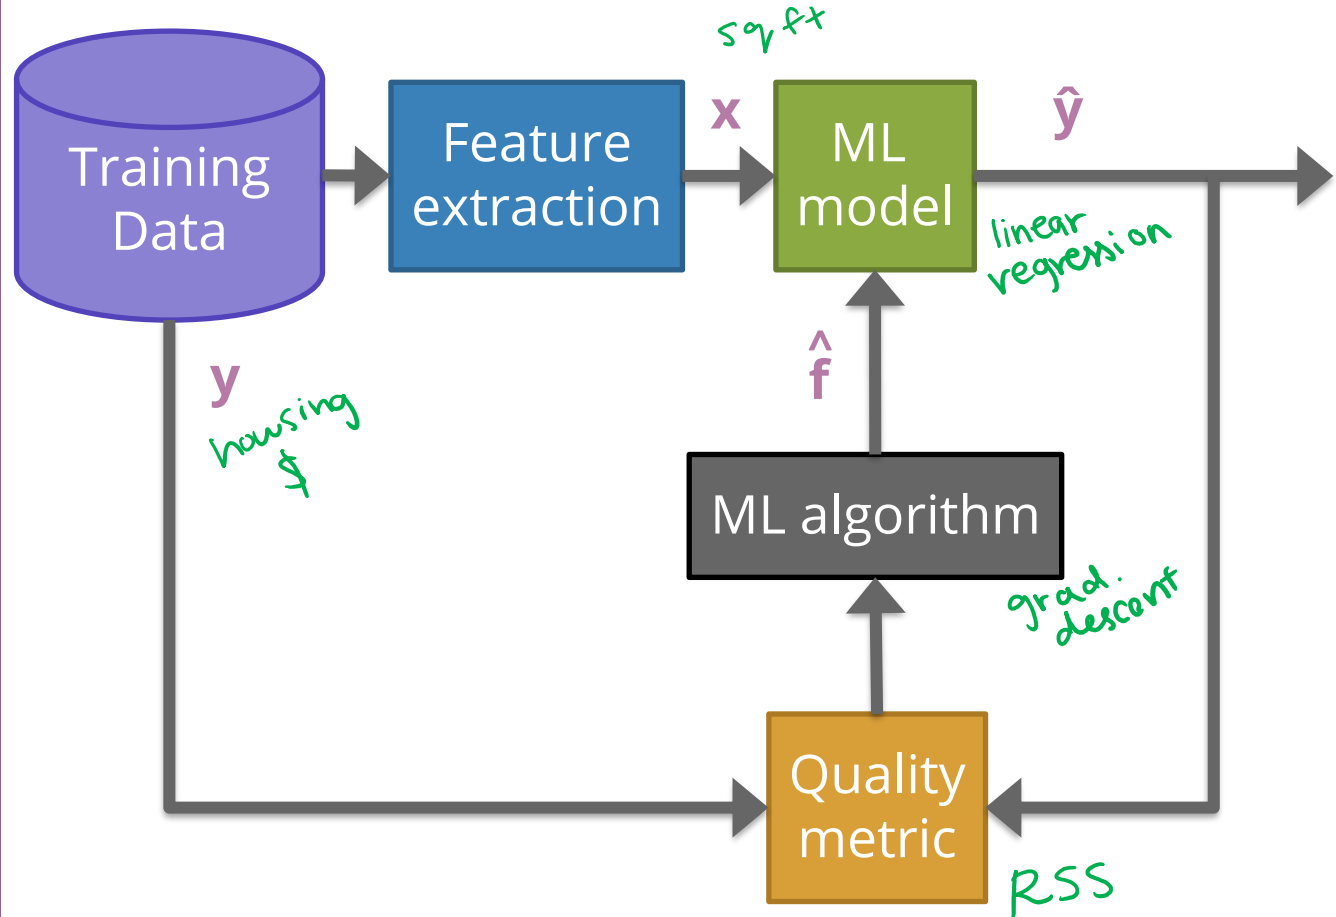 sq ft
Training
Data
Feature
extraction
x
ML
model
ŷ
linear
regression
y
housing
$
f̂
ML algorithm
grad.
descent
Quality
metric
RSS